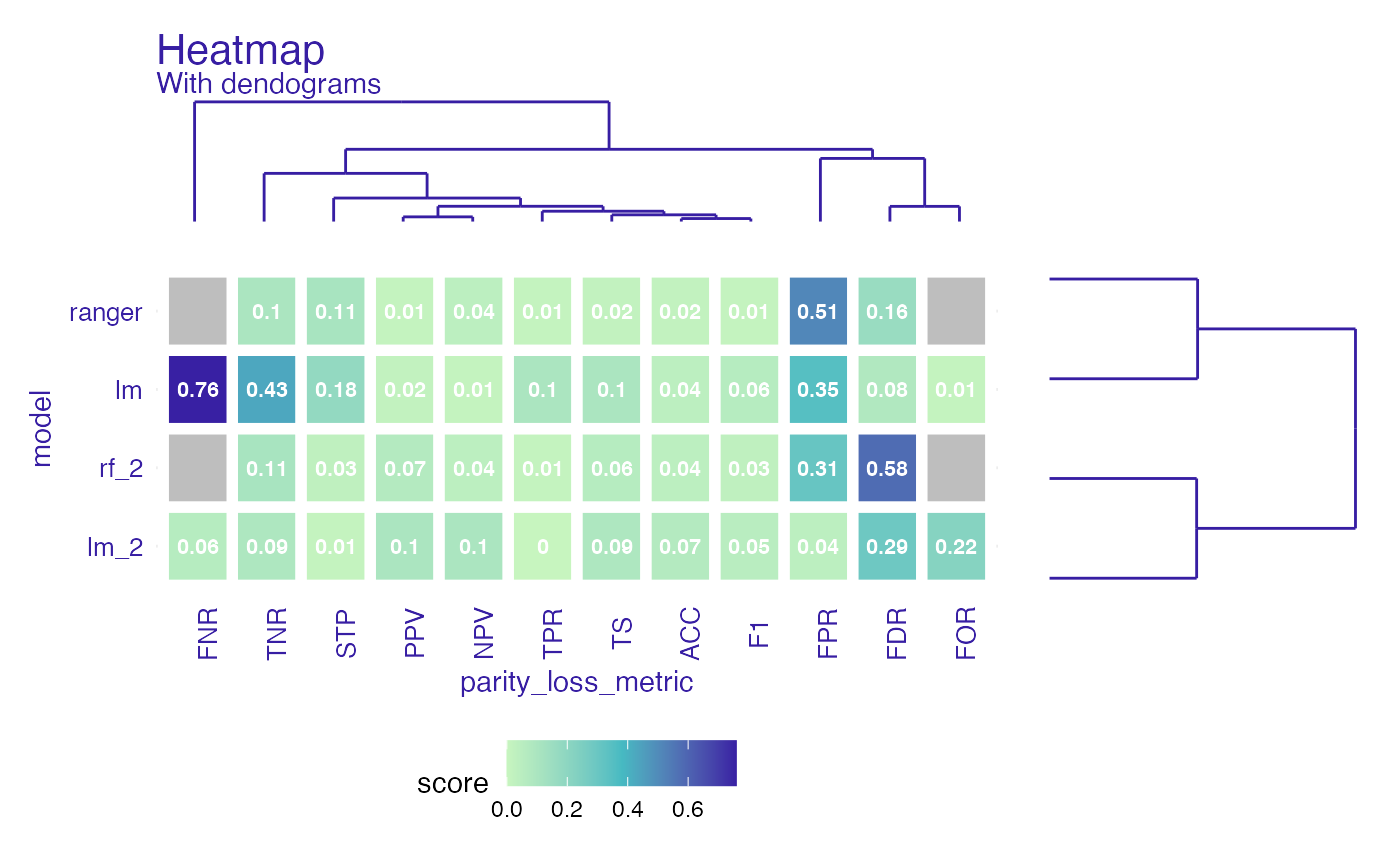 Heatmap
With dendograms
ranger 0.1 0.11 0.01 0.04 0.01 0.02 0.02 0.01 0.51 0.16
lm 0.76 0.43 0.18 0.02 0.01 0.1 0.1 0.04 0.06 0.35 0.08 0.01
rf_2 0.11 0.03 0.07 0.04 0.01 0.06 0.04 0.03 0.31 0.58
lm_2 0.06 0.09 0.01 0.1 0.1 0 0.09 0.07 0.05 0.04 0.29 0.22
model
FNR TNR STP PPV NPV TPR TS ACC F1 FPR FDR FOR
parity_loss_metric
score
0.0 0.2 0.4 0.6